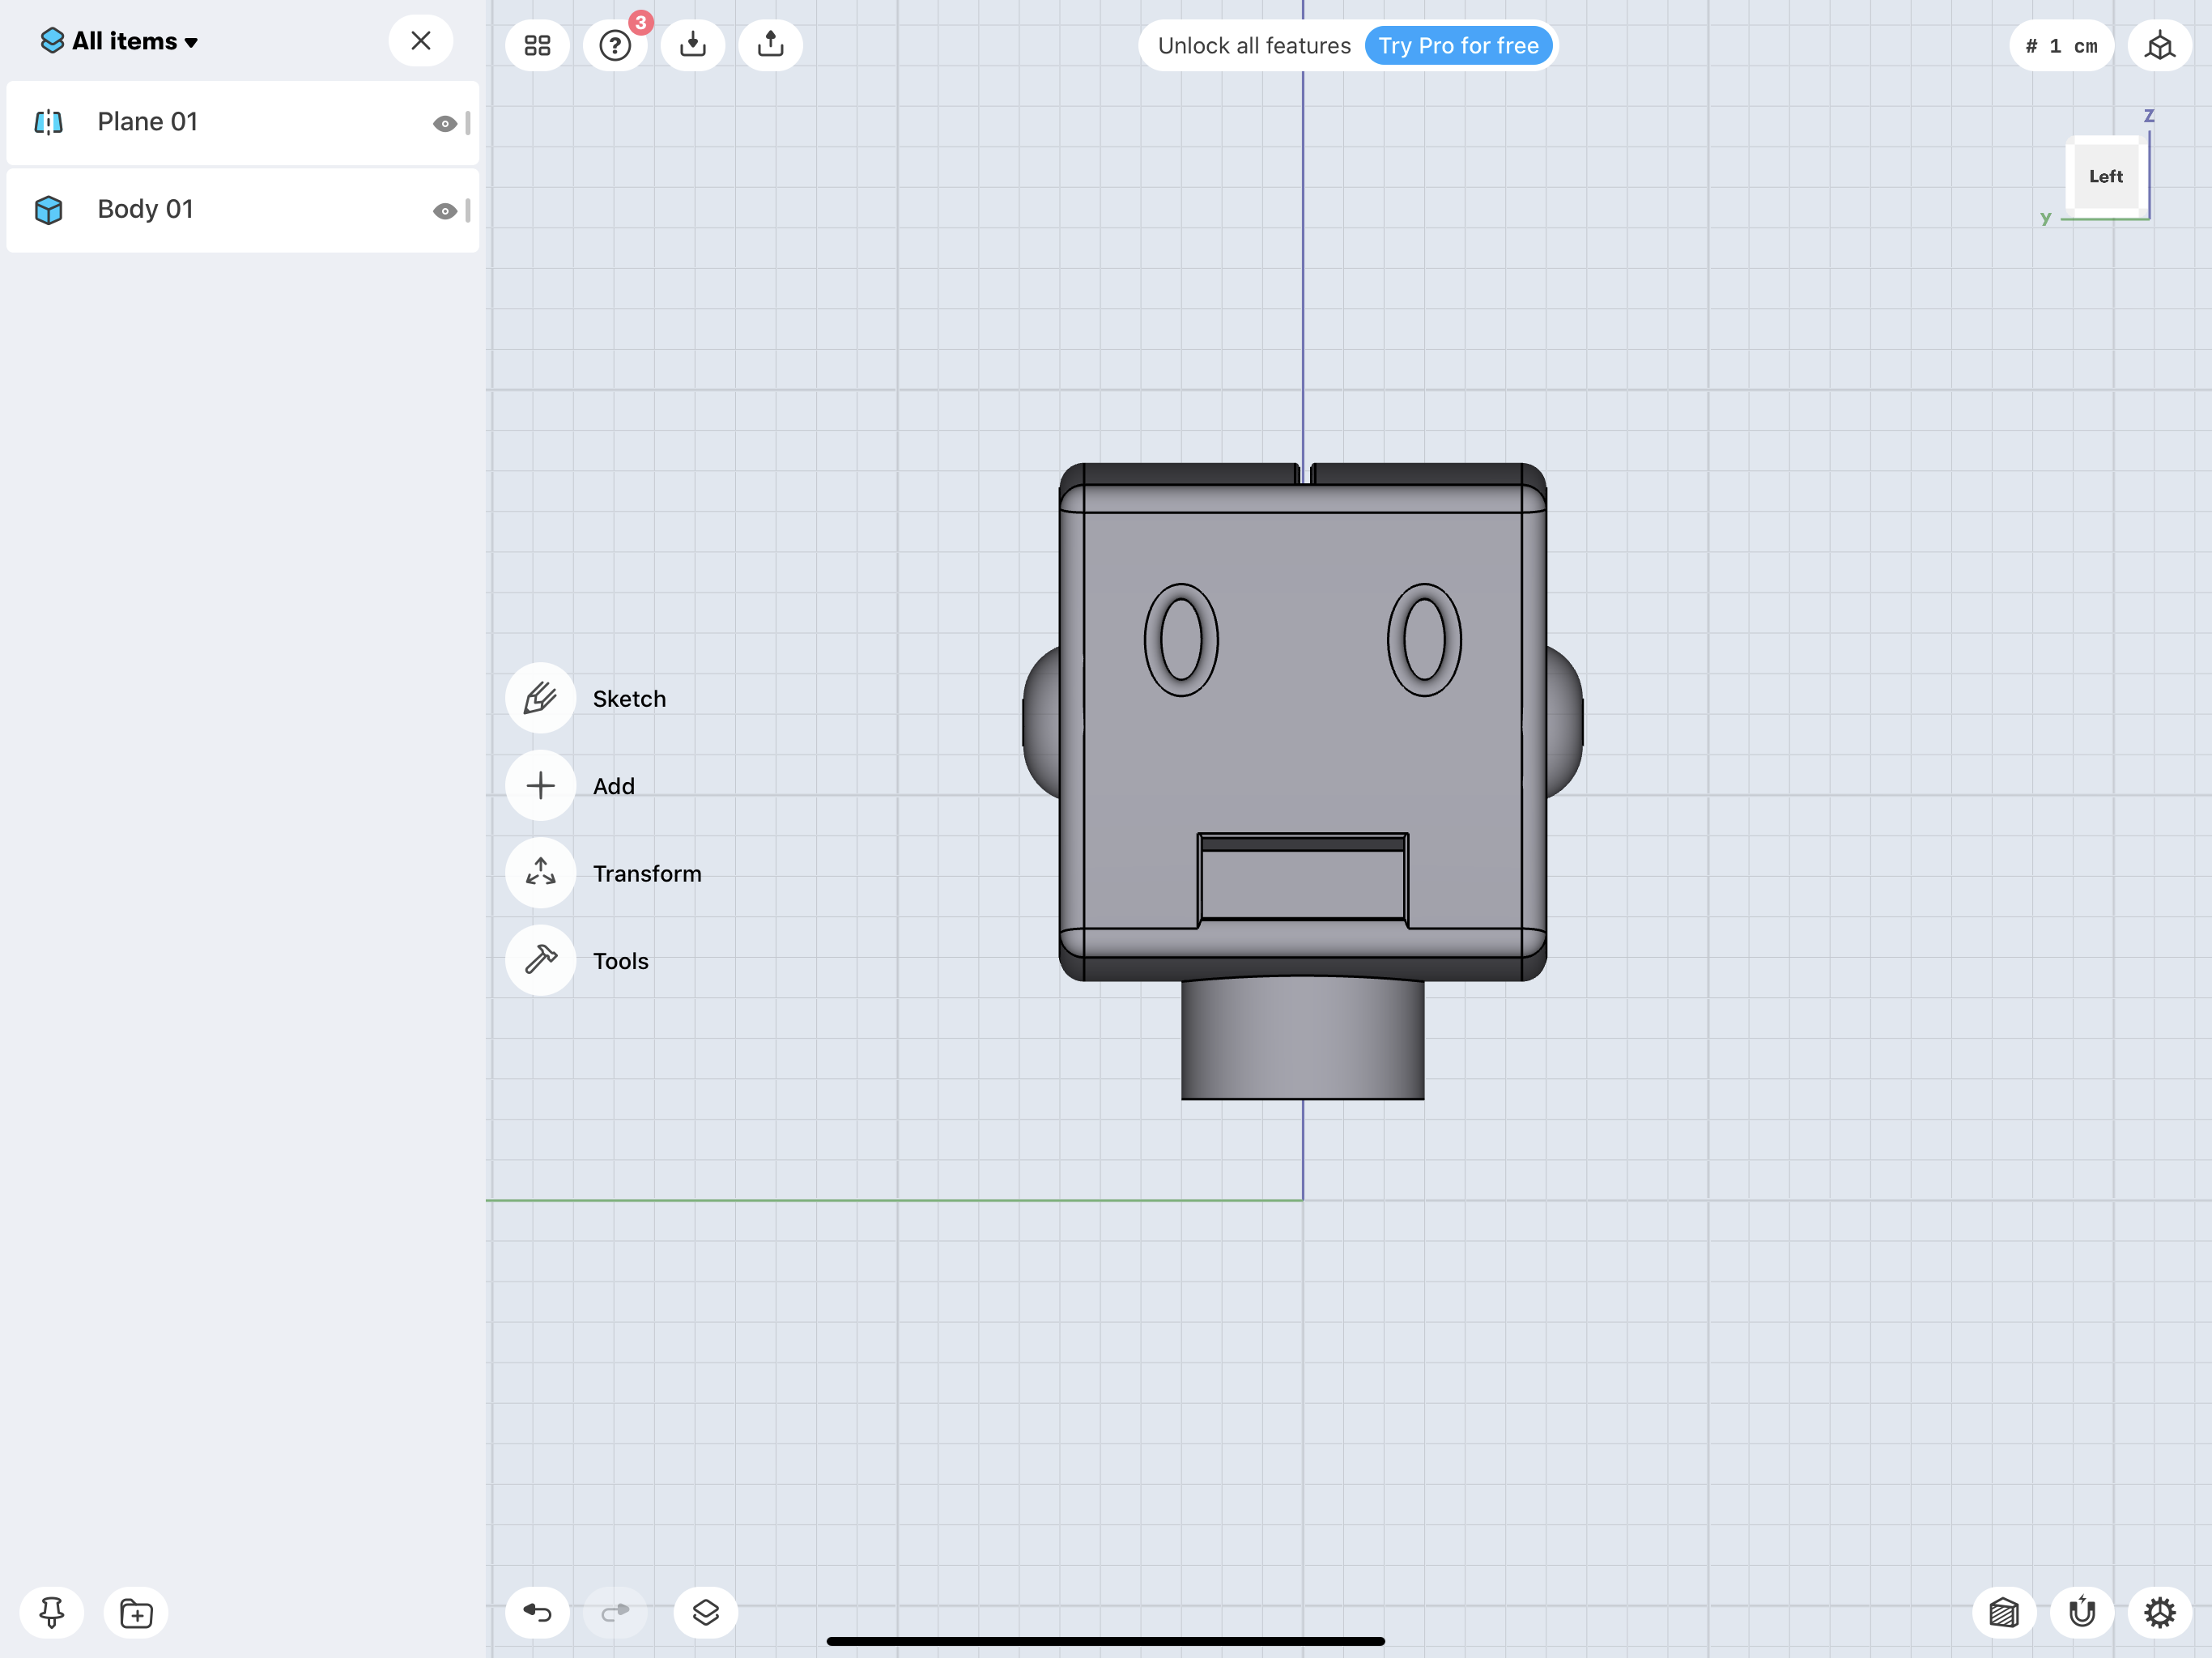 All items
Plane 01
Body 01
3
?
Unlock all features
Try Pro for free
# 1 cm
Z
Left
Y
Sketch
Add
Transform
Tools